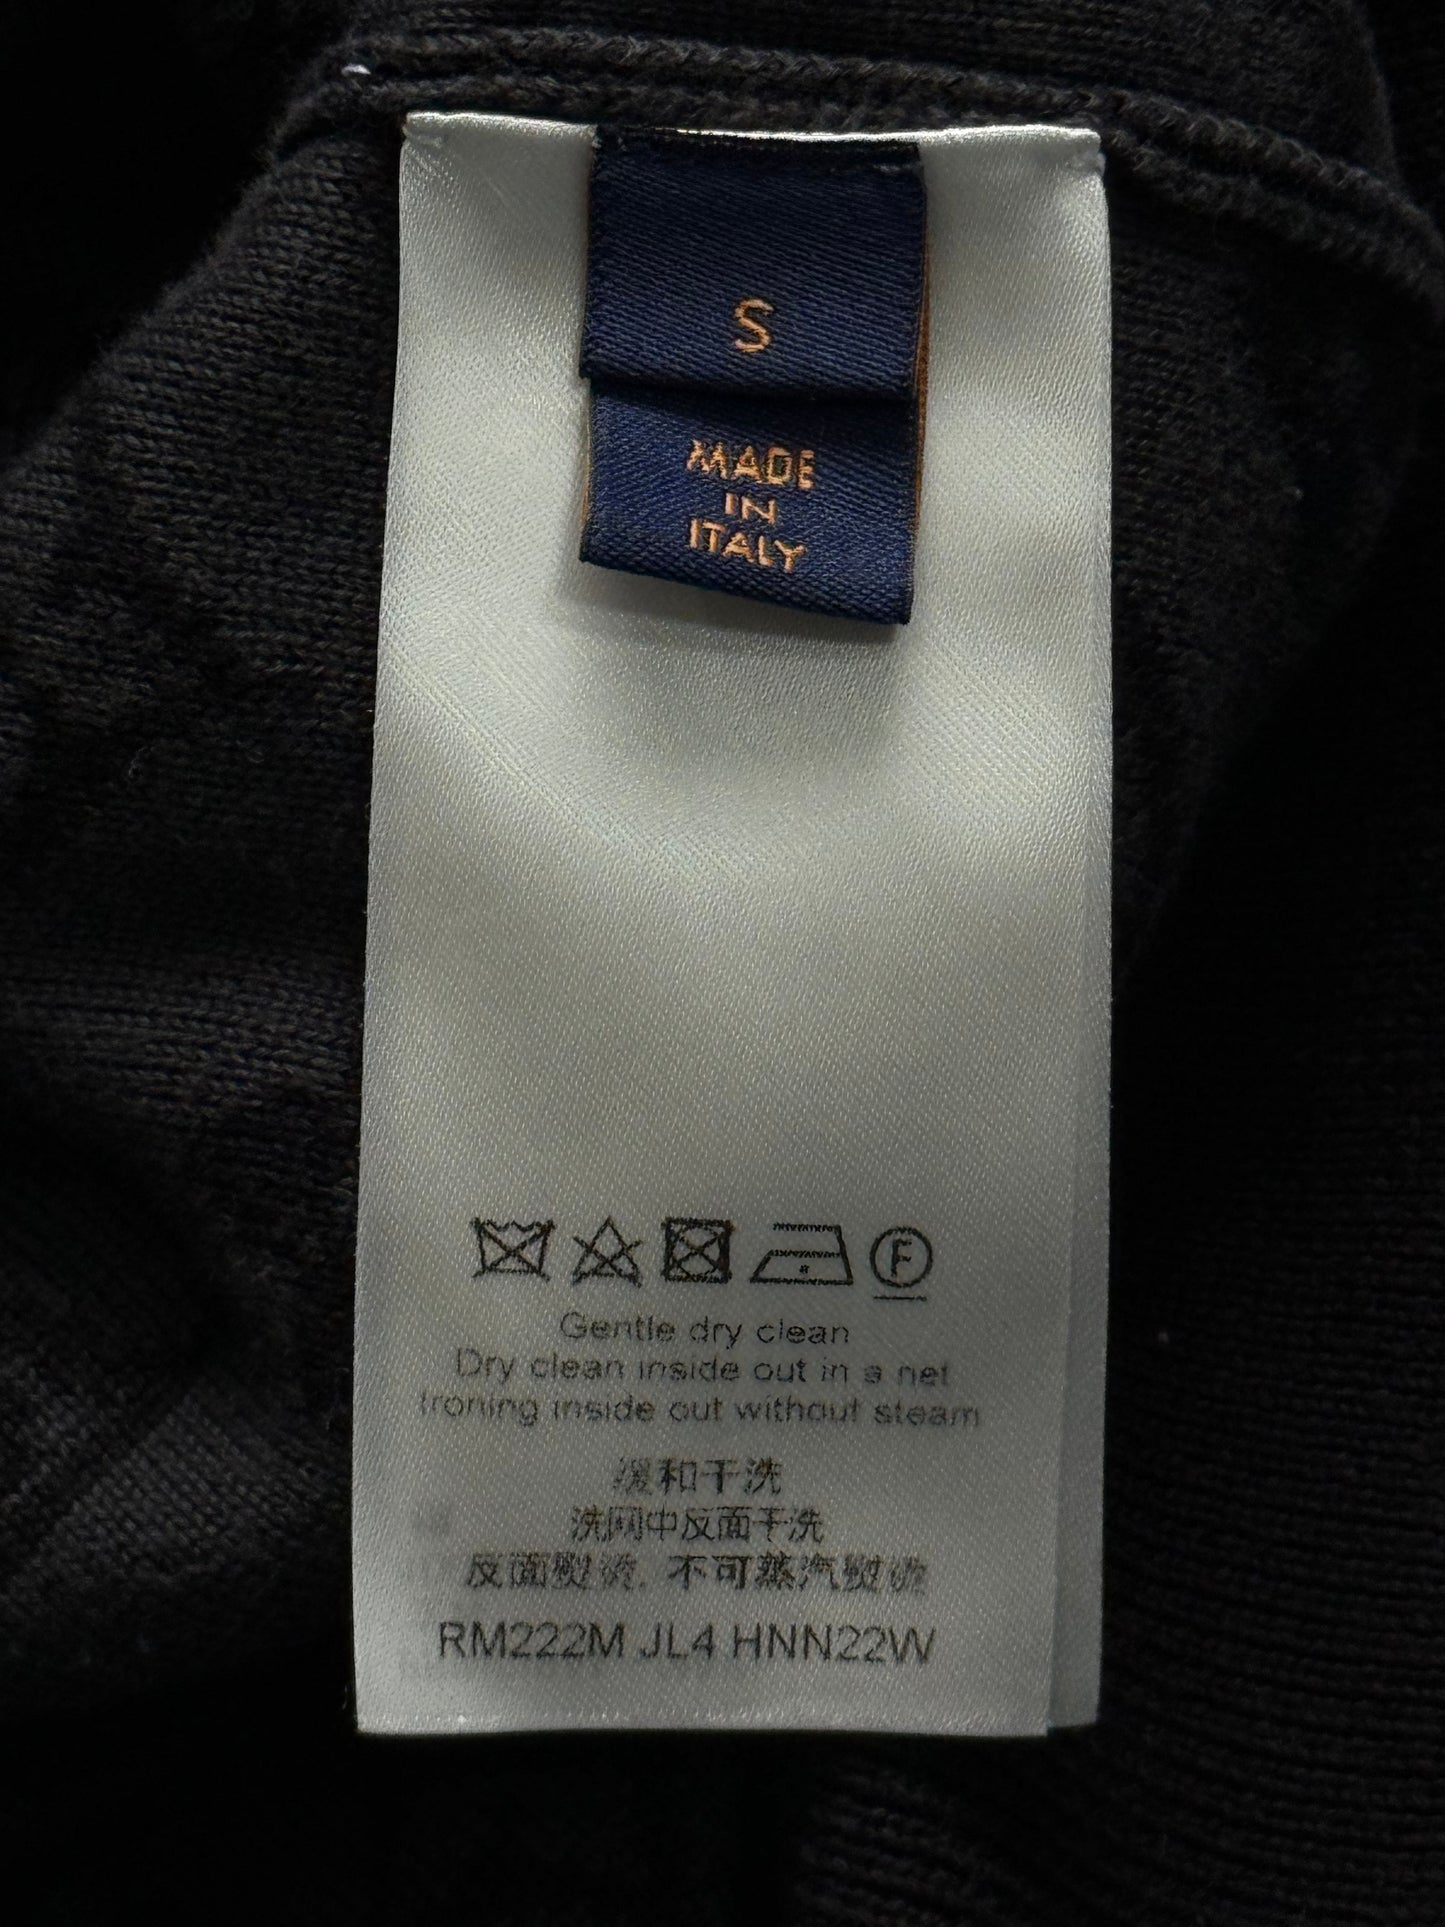 S
MADE
IN
ITALY
F
Gentle dry clean
Dry clean inside out in a net
Ironing inside out without steam
缓和干洗
洗网中反面干洗
反面熨烫, 不可蒸汽熨烫
RM222M JL4 HNN22W